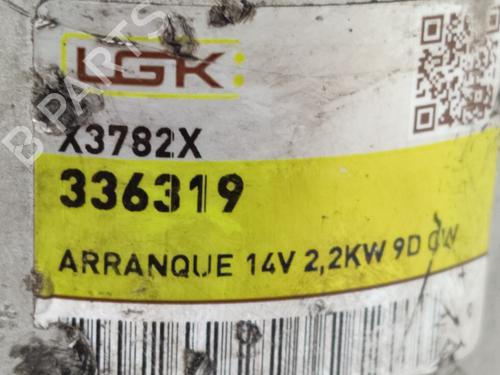 LGK
X3782X
336319
ARRANQUE 14V 2,2KW 9D CW
B-PARTS